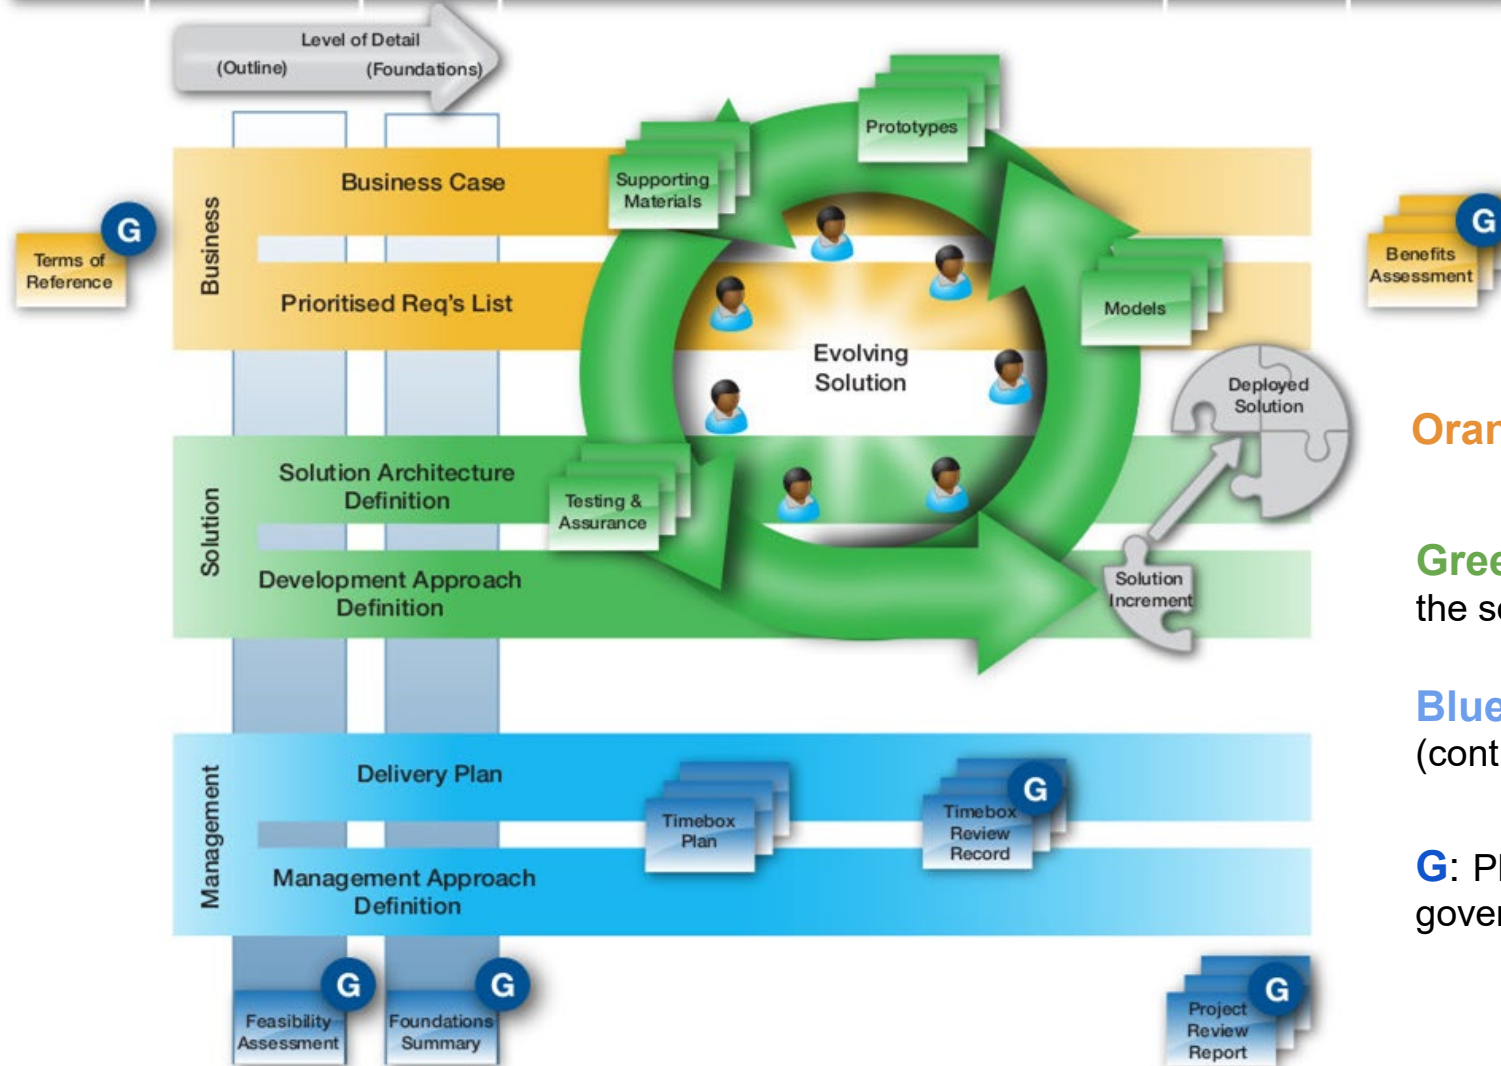 Level of Detail
(Outline)
(Foundations)
Prototypes
Supporting
Materials
Business Case
Business
G
Terms of
Reference
G
Benefits
Assessment
Prioritised Req's List
Models
Evolving
Solution
Deployed
Solution
Solution
Solution Architecture
Definition
Testing &
Assurance
Development Approach
Definition
Solution
Increment
Management
Delivery Plan
Timebox
Plan
G
Timebox
Review
Record
Management Approach
Definition
G
Feasibility
Assessment
G
Foundations
Summary
G
Project
Review
Report
the
(cont
G: